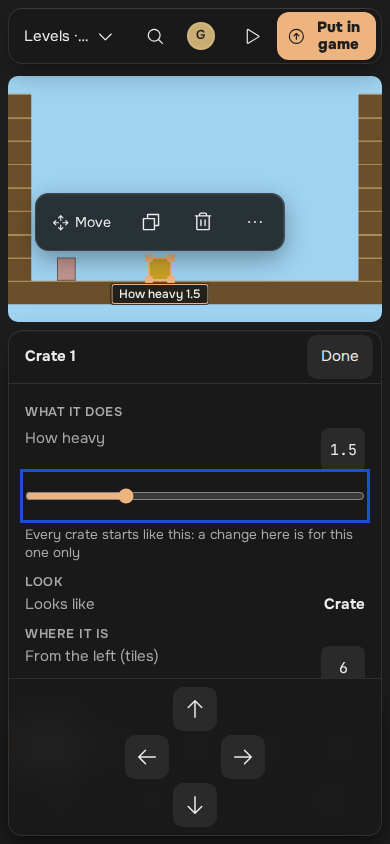 Levels ·...
G
Put in
game
Move
How heavy 1.5
Crate 1
Done
WHAT IT DOES
How heavy
1.5
Every crate starts like this: a change here is for this
one only
LOOK
Looks like
Crate
WHERE IT IS
From the left (tiles)
6